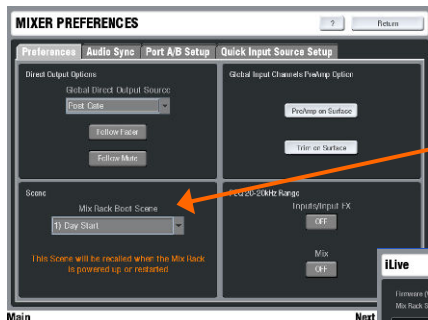 MIXER PREFERENCES
?
Return
Preferences
Audio Sync
Port A/B Setup
Quick Input Source Setup
Direct Output Options
Global Direct Output Source
Post Gate
Follow Fader
Follow Mute
Global Input Channels PreAmp Option
PreAmp on Surface
Trim on Surface
Scene
Mix Rack Boot Scene
1) Day Start
This Scene will be recalled when the Mix Rack
is powered up or restarted
20-20kHz Range
Inputs/Input FX
OFF
Mix
OFF
iLive
Firmware
Mix Rack
Main
Next